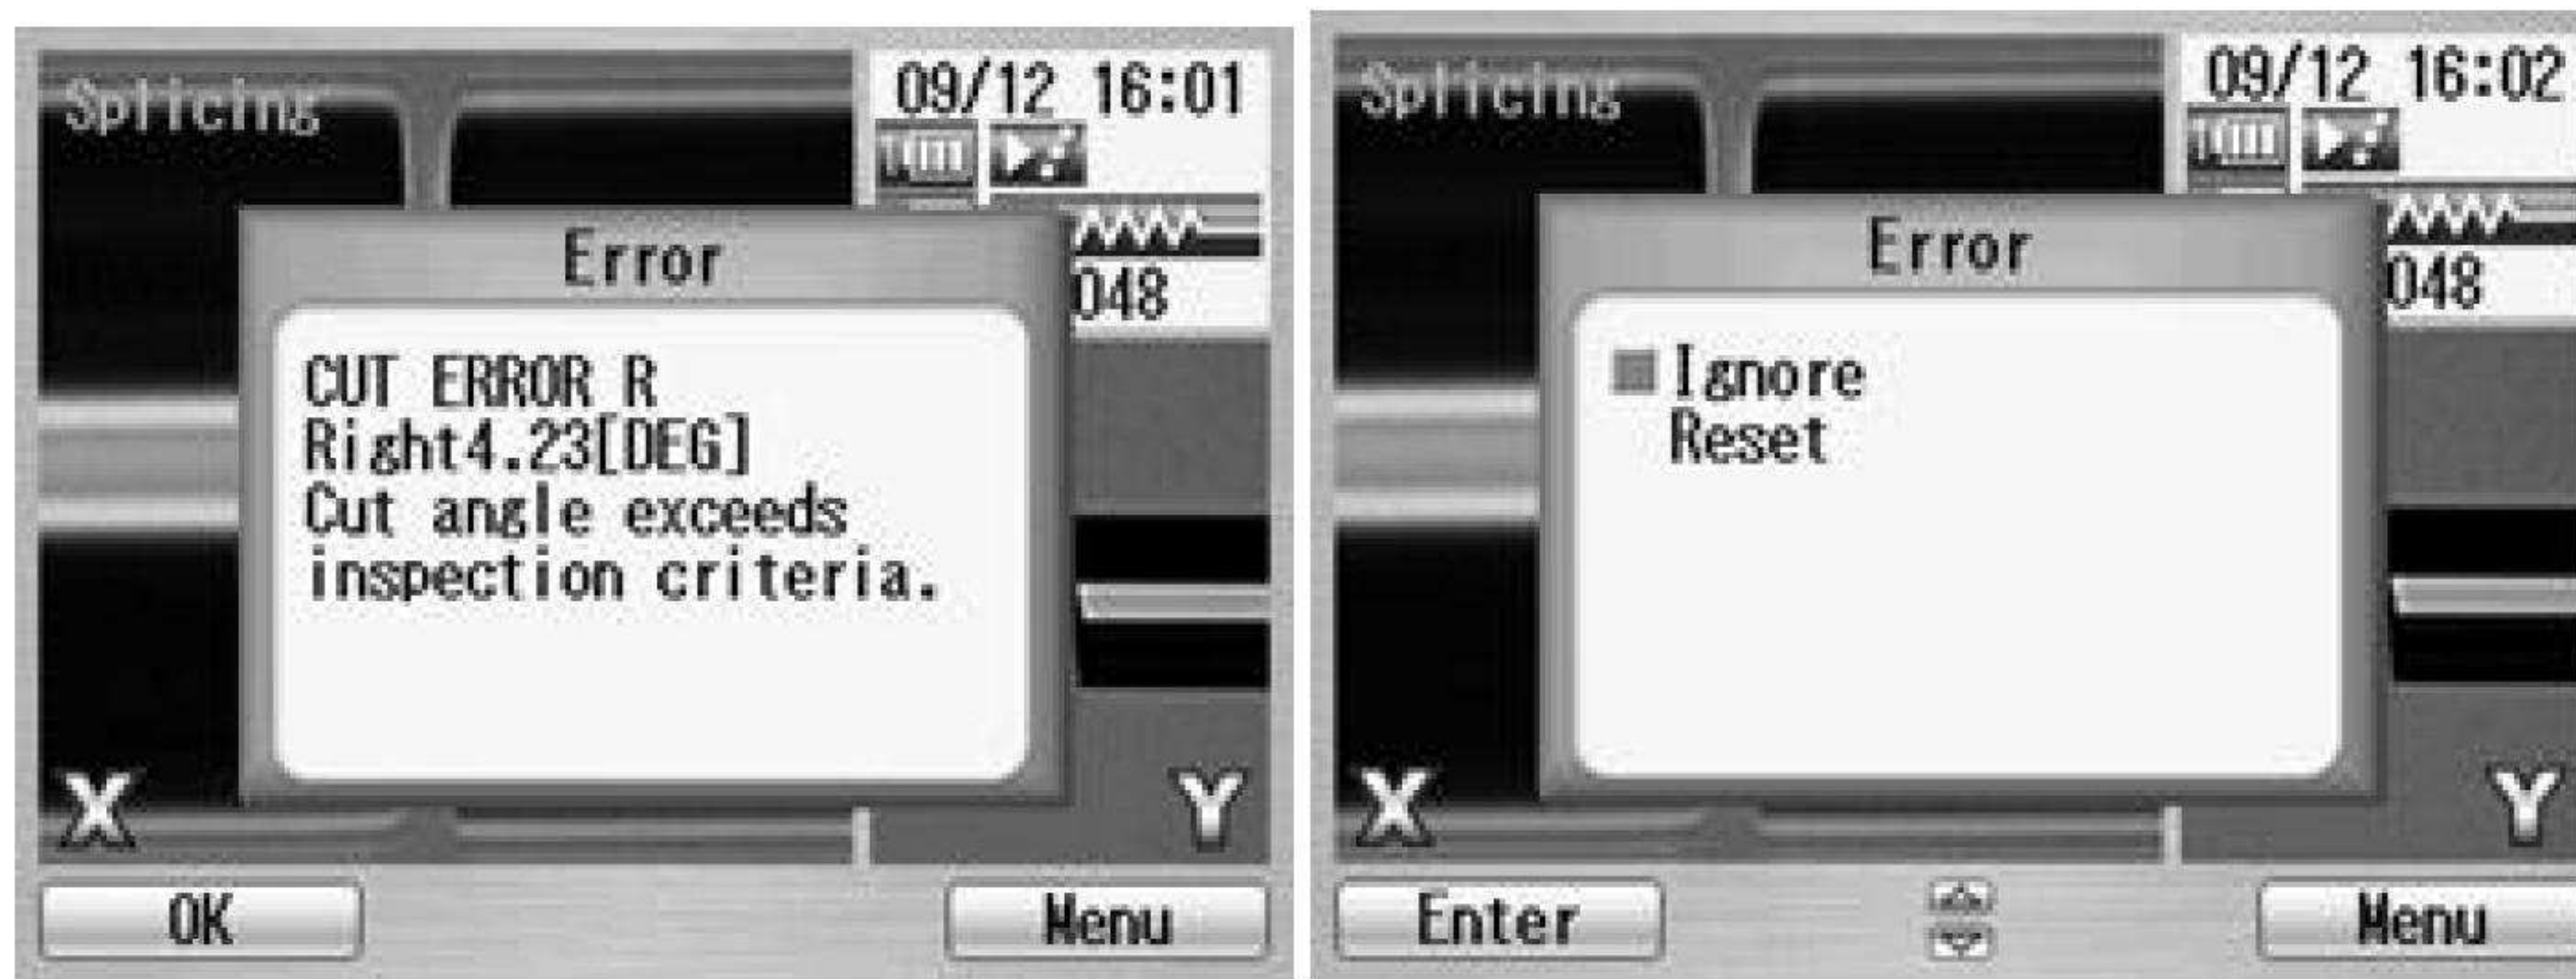 Splicing
09/12 16:01
Error
048
CUT ERROR R
Right4.23[DEG]
Cut angle exceeds
inspection criteria.
X
Y
OK
Menu
Splicing
09/12 16:02
Error
048
Ignore
Reset
X
Y
Enter
Menu